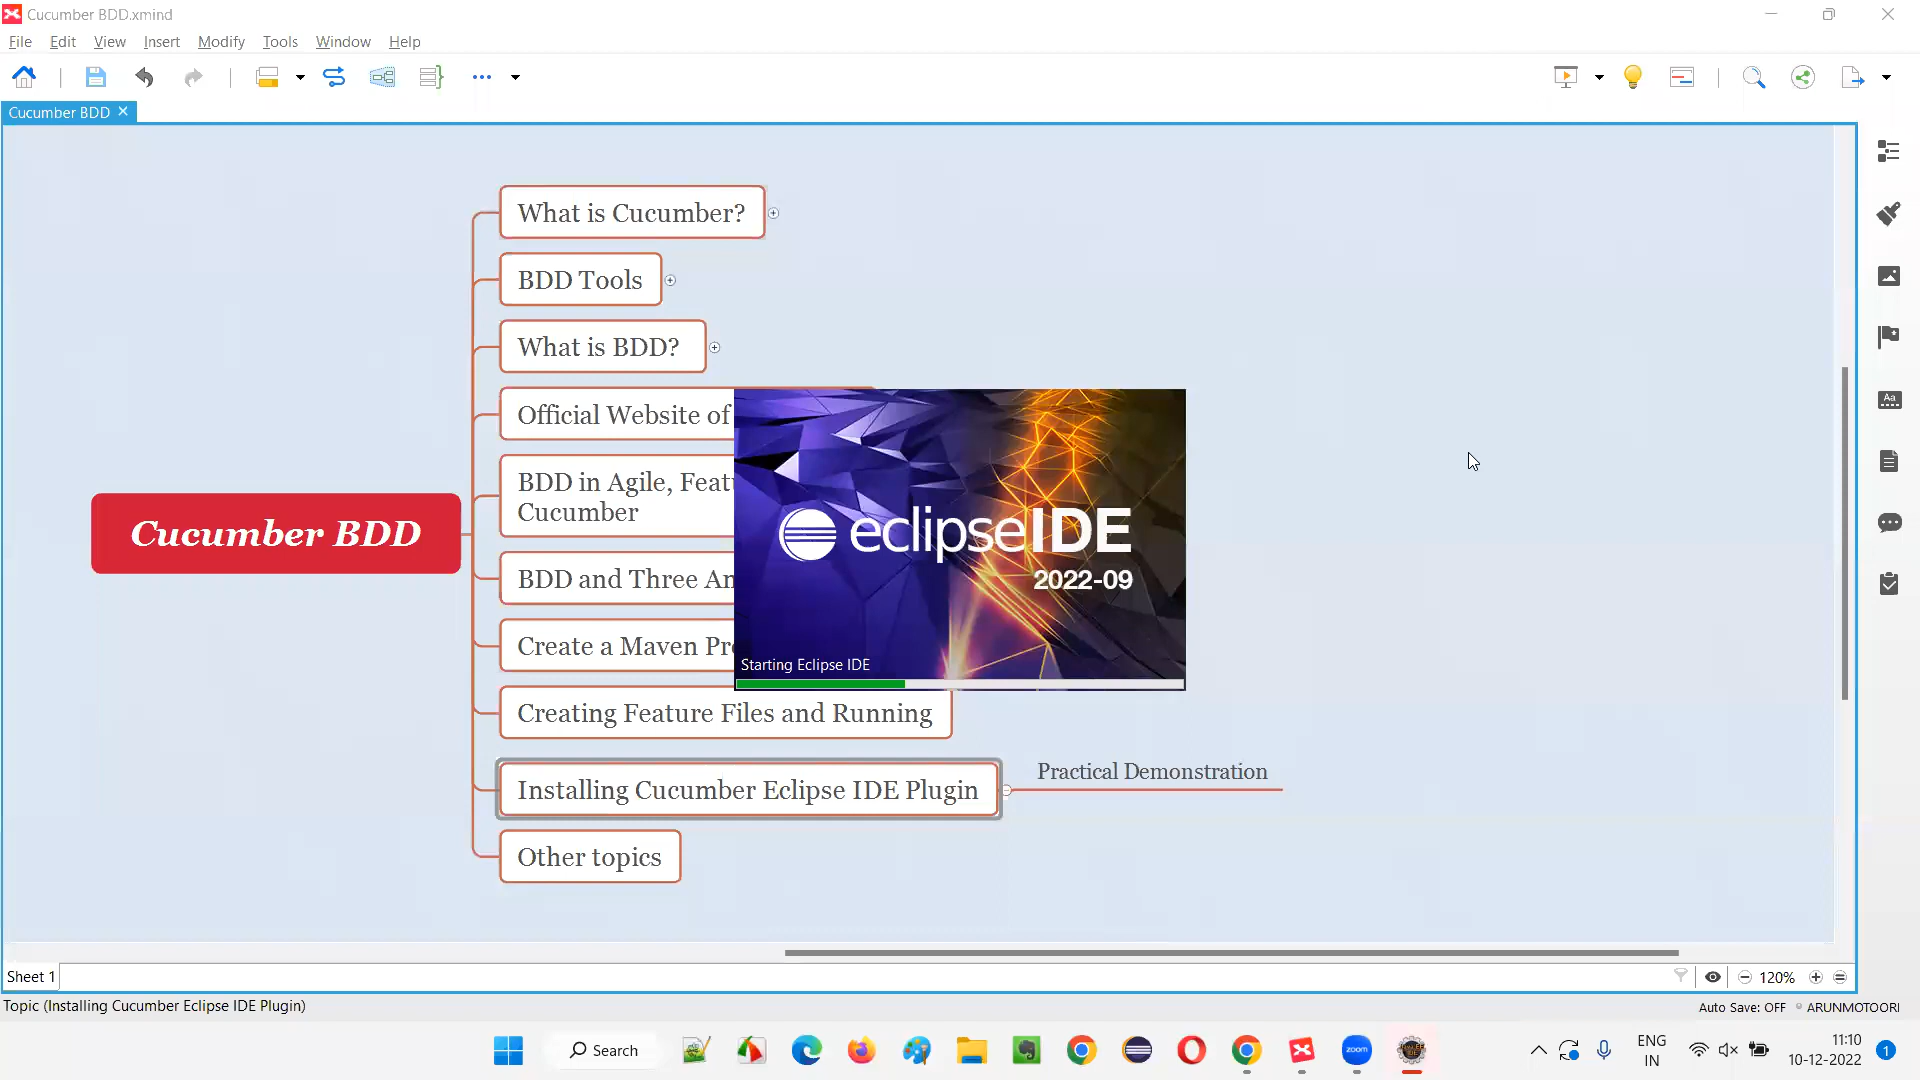 Cucumber BDD.xmind
File Edit View Insert Modify Tools Window Help
Cucumber BDD
What is Cucumber?
BDD Tools
What is BDD?
Official Website of
BDD in Agile, Feat
Cucumber
BDD and Three
Create a Maven
Creating Feature Files and Running
Installing Cucumber Eclipse IDE Plugin
Practical Demonstration
Other topics
Cucumber BDD
eclipse IDE
2022-09
Starting Eclipse IDE
Sheet 1
120%
Topic (Installing Cucumber Eclipse IDE Plugin)
Auto Save: OFF ARUNMOTOORI
Search
zoom
ENG
IN
11:10
10-12-2022
1
Aa